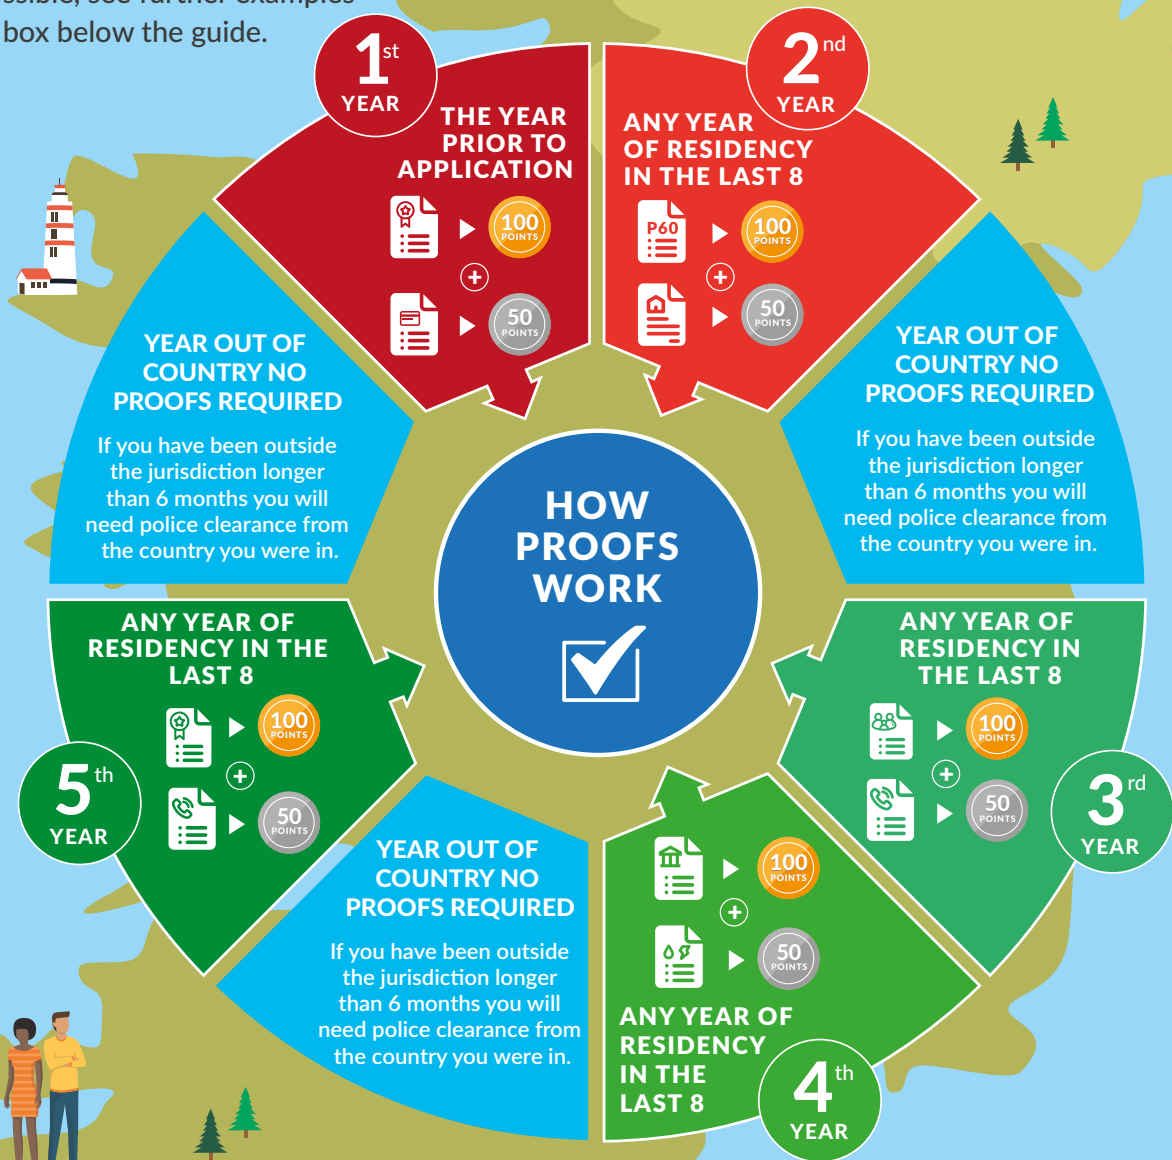 box below the guide.
1st
YEAR
THE YEAR
PRIOR TO
APPLICATION
100
POINTS
+
50
POINTS
2nd
YEAR
ANY YEAR
OF RESIDENCY
IN THE LAST 8
P60
100
POINTS
+
50
POINTS
YEAR OUT OF
COUNTRY NO
PROOFS REQUIRED
If you have been outside
the jurisdiction longer
than 6 months you will
need police clearance from
the country you were in.
ANY YEAR OF
RESIDENCY IN
THE LAST 8
100
POINTS
+
50
POINTS
3rd
YEAR
100
POINTS
+
50
POINTS
ANY YEAR OF
RESIDENCY
IN THE
LAST 8
4th
YEAR
YEAR OUT OF
COUNTRY NO
PROOFS REQUIRED
If you have been outside
the jurisdiction longer
than 6 months you will
need police clearance from
the country you were in.
ANY YEAR OF
RESIDENCY IN THE
LAST 8
100
POINTS
+
50
POINTS
5th
YEAR
YEAR OUT OF
COUNTRY NO
PROOFS REQUIRED
If you have been outside
the jurisdiction longer
than 6 months you will
need police clearance from
the country you were in.
HOW
PROOFS
WORK